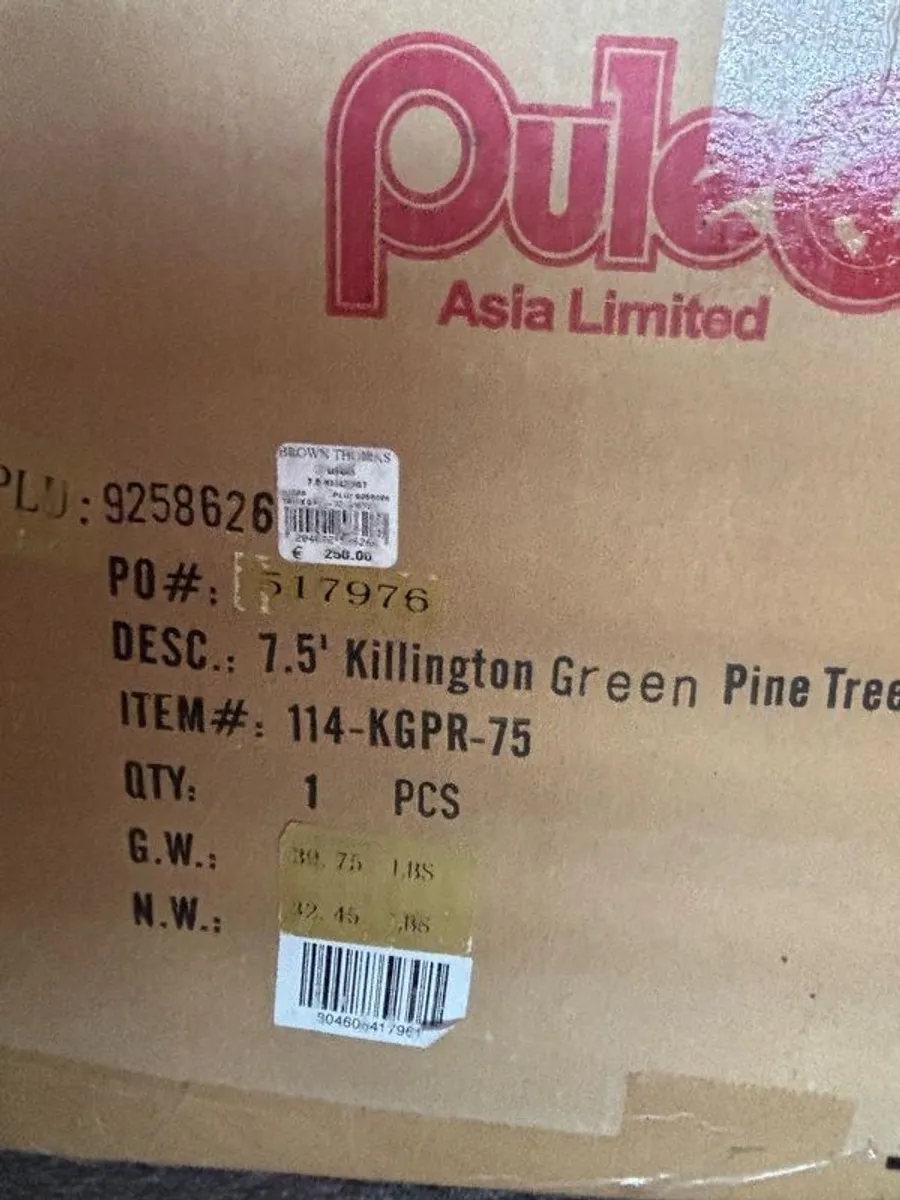 Puleo
Asia Limited
PLU: 9258626
BROWN THOMAS
€ 250.00
PO#: 517976
DESC.: 7.5' Killington Green Pine Tree
ITEM#: 114-KGPR-75
QTY: 1 PCS
G.W.: 39.75 LBS
N.W.: 32.45 LBS